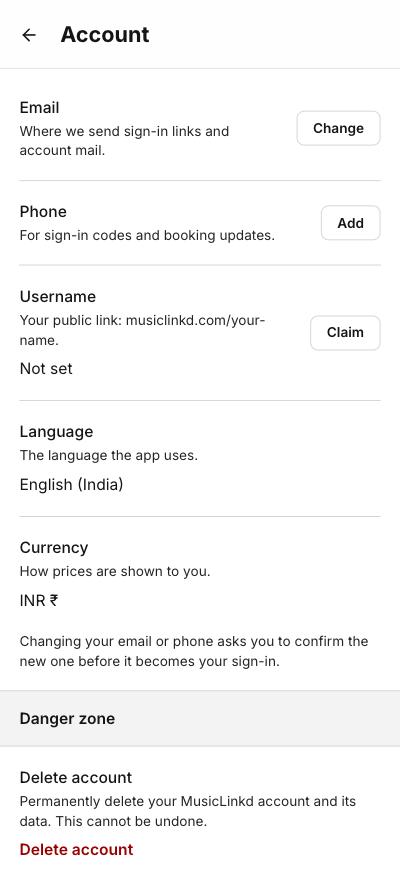 Account
Email
Where we send sign-in links and
account mail.
Change
Phone
For sign-in codes and booking updates.
Add
Username
Your public link: musiclinkd.com/your-
name.
Not set
Claim
Language
The language the app uses.
English (India)
Currency
How prices are shown to you.
INR ₹
Changing your email or phone asks you to confirm the
new one before it becomes your sign-in.
Danger zone
Delete account
Permanently delete your MusicLinkd account and its
data. This cannot be undone.
Delete account